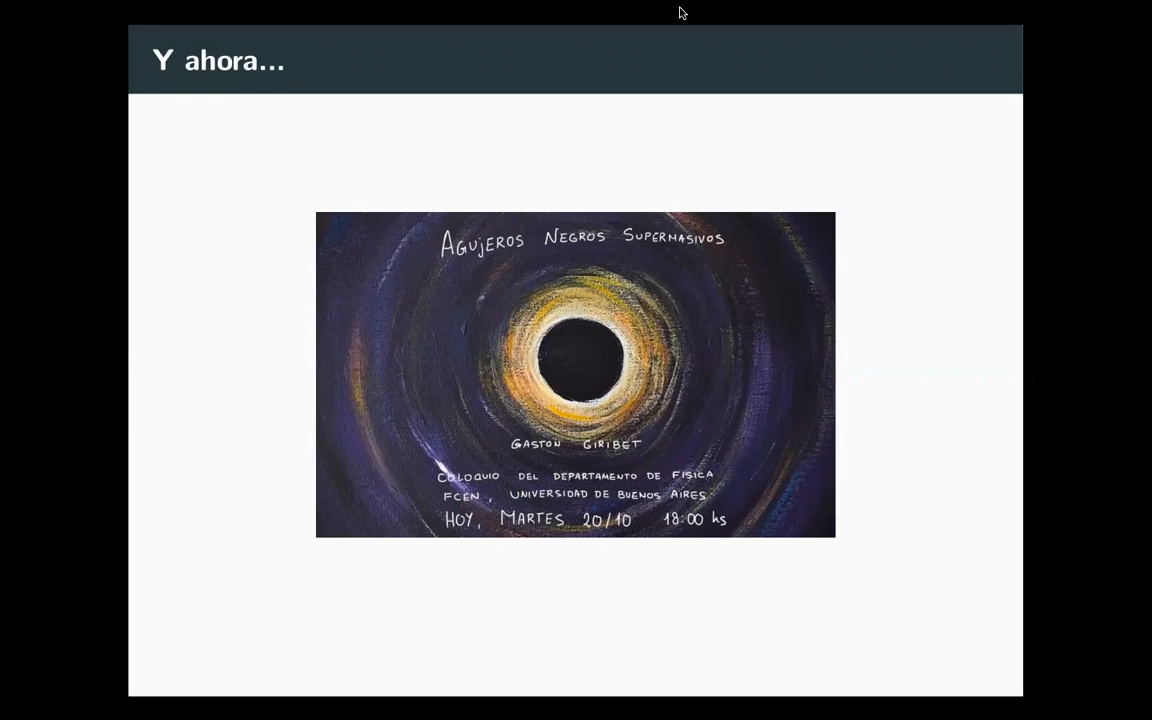 Y ahora...
AGUJEROS NEGROS SUPERMASIVOS
GASTON GIRIBET
COLOQUIO DEL DEPARTAMENTO DE FISICA
FCEN, UNIVERSIDAD DE BUENOS AIRES
HOY, MARTES 20/10 18:00 hs